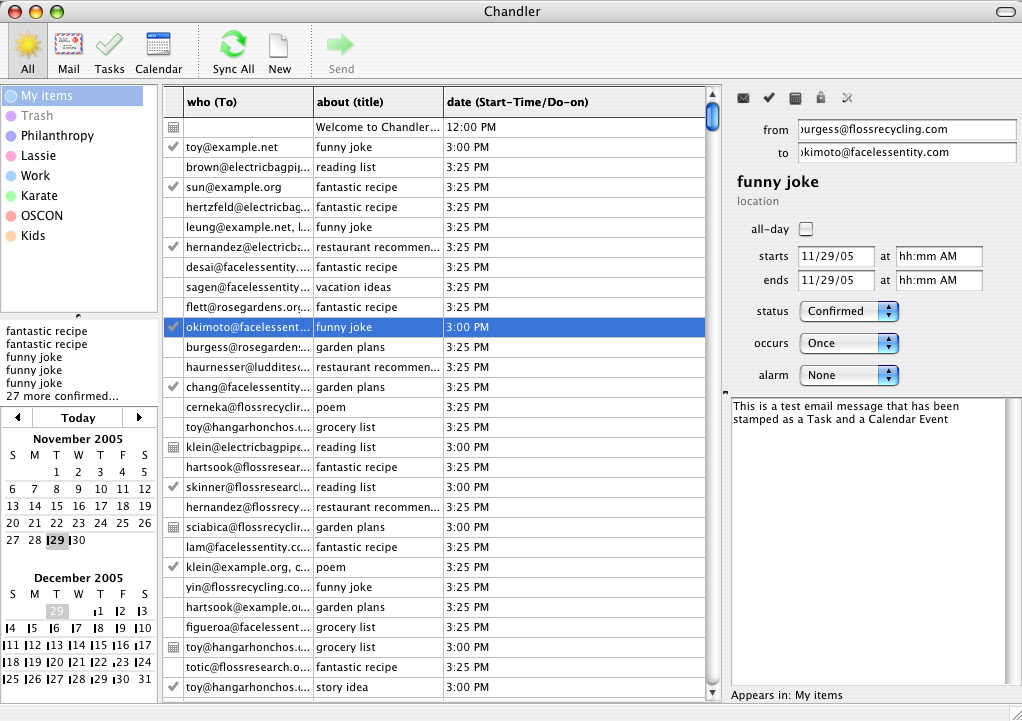 Chandler
All Mail Tasks Calendar Sync All New Send
My items
Trash
Philanthropy
Lassie
Work
Karate
OSCON
Kids
fantastic recipe
fantastic recipe
funny joke
funny joke
funny joke
27 more confirmed...
Today
November 2005
S M T W T F S
1 2 3 4 5
6 7 8 9 10 11 12
13 14 15 16 17 18 19
20 21 22 23 24 25 26
27 28 29 30
December 2005
S M T W T F S
29 1 2 3
4 5 6 7 8 9 10
11 12 13 14 15 16 17
18 19 20 21 22 23 24
25 26 27 28 29 30 31
who (To) about (title) date (Start-Time/Do-on)
Welcome to Chandler... 12:00 PM
toy@example.net funny joke 3:00 PM
brown@electricbagpip... reading list 3:25 PM
sun@example.org fantastic recipe 3:00 PM
hertzfeld@electricbag... fantastic recipe 3:25 PM
leung@example.net, l... funny joke 3:25 PM
hernandez@electricba... restaurant recommen... 3:00 PM
desai@facelessentity.... fantastic recipe 3:25 PM
sagen@facelessentity... vacation ideas 3:25 PM
flett@rosegardens.org... fantastic recipe 3:25 PM
okimoto@facelessent... funny joke 3:00 PM
burgess@rosegardens... garden plans 3:25 PM
haurnesser@ludditesc... restaurant recommen... 3:25 PM
chang@facelessentity... garden plans 3:00 PM
cerneka@flossrecyclin... poem 3:25 PM
toy@hangarhonchos.c... grocery list 3:25 PM
klein@electricbagpipe... reading list 3:00 PM
hartsook@flossresear... fantastic recipe 3:25 PM
skinner@flossresearch... reading list 3:00 PM
hernandez@flossrecy... restaurant recommen... 3:25 PM
sciabica@flossrecyclin... garden plans 3:00 PM
lam@facelessentity.co... fantastic recipe 3:25 PM
klein@example.org, c... poem 3:00 PM
yin@flossrecycling.co... funny joke 3:25 PM
hartsook@example.or... garden plans 3:25 PM
figueroa@facelessent... grocery list 3:25 PM
toy@hangarhonchos.c... grocery list 3:00 PM
totic@flossresearch.o... fantastic recipe 3:25 PM
toy@hangarhonchos.c... story idea 3:00 PM
from urgess@flossrecycling.com
to kimoto@facelessentity.com
funny joke
location
all-day
starts 11/29/05 at hh:mm AM
ends 11/29/05 at hh:mm AM
status Confirmed
occurs Once
alarm None
This is a test email message that has been
stamped as a Task and a Calendar Event
Appears in: My items